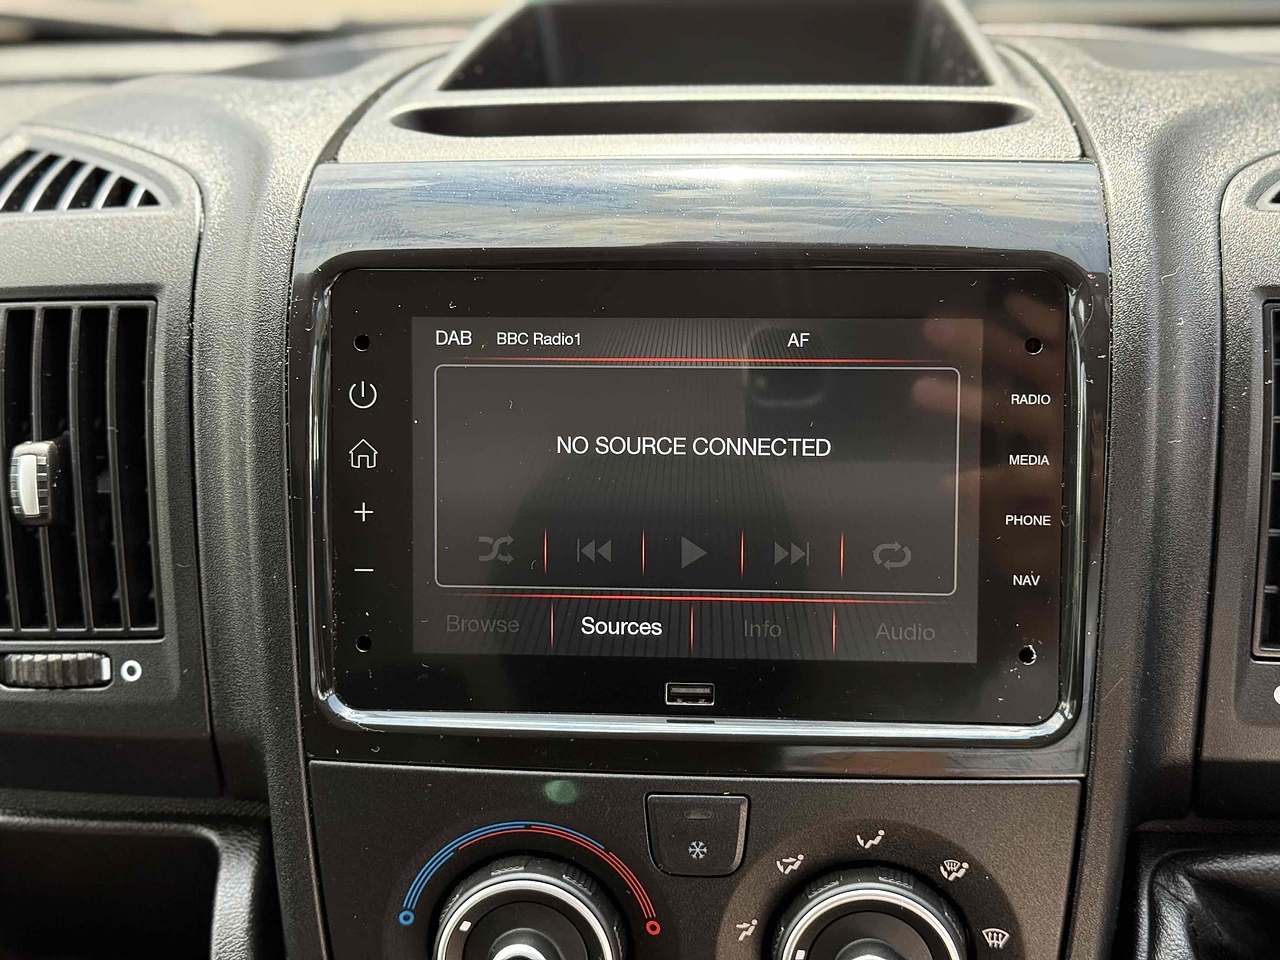 DAB BBC Radio1 AF
RADIO
NO SOURCE CONNECTED
MEDIA
PHONE
NAV
Browse Sources Info Audio